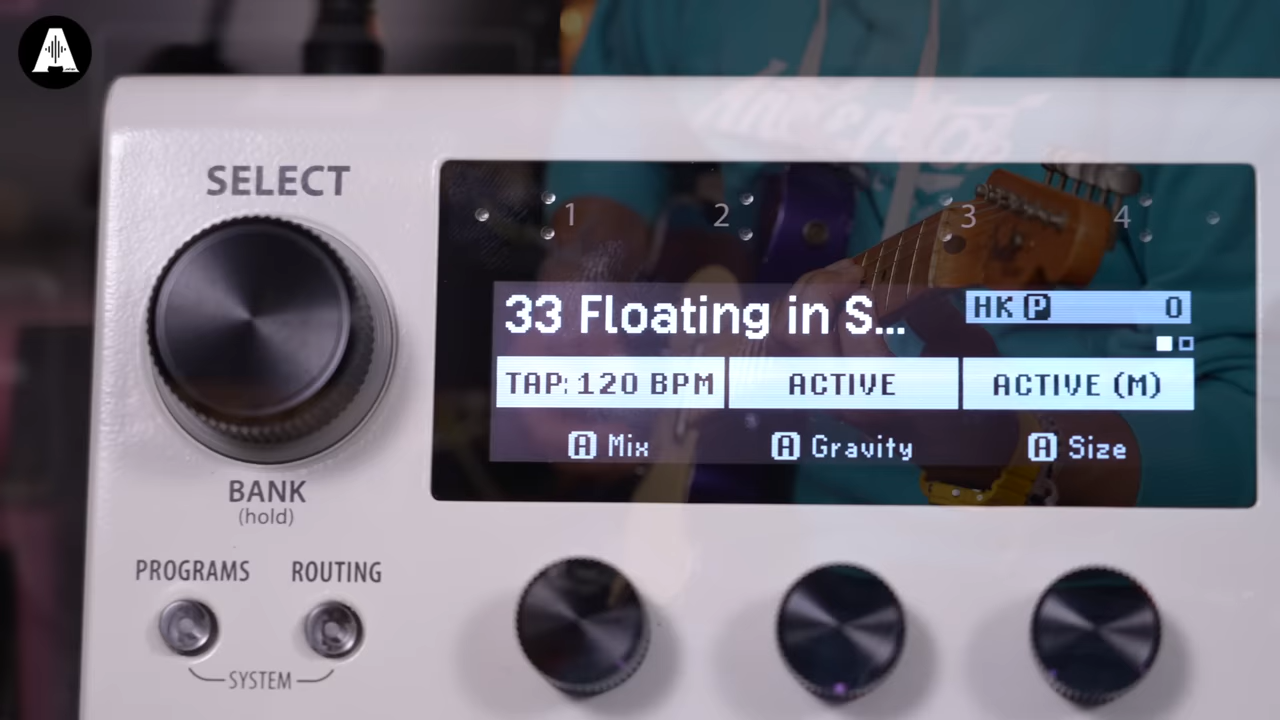 A
SELECT
1 2 3 4
33 Floating in S...
HK P 0
TAP: 120 BPM ACTIVE ACTIVE (M)
A Mix A Gravity A Size
BANK
(hold)
PROGRAMS ROUTING
SYSTEM